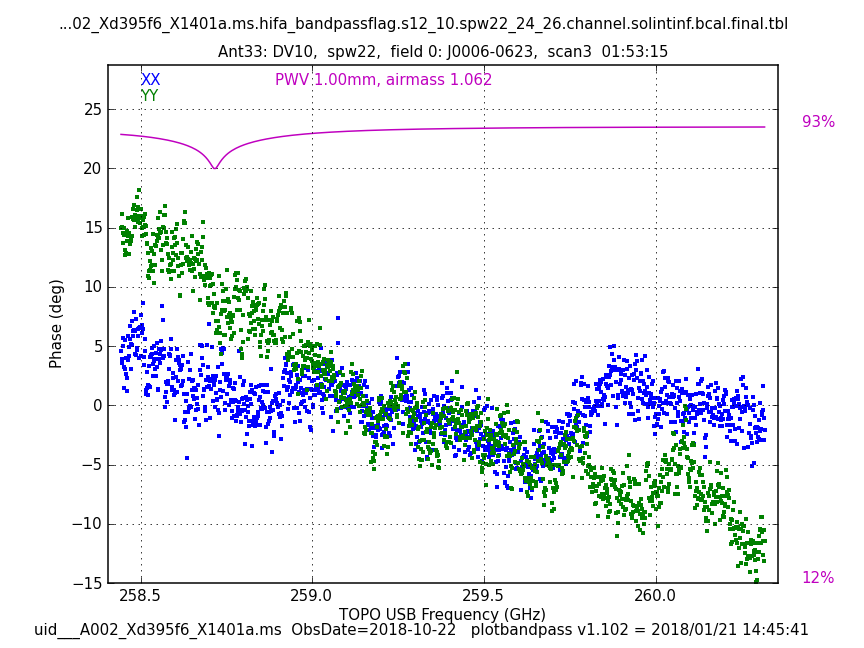 ...02_Xd395f6_X1401a.ms.hifa_bandpassflag.s12_10.spw22_24_26.channel.solintinf.bcal.final.tbl
Ant33: DV10, spw22, field 0: J0006-0623, scan3 01:53:15
XX
PWV 1.00mm, airmass 1.062
YY
93%
25
20
15
10
5
0
−5
−10
−15
Phase (deg)
12%
258.5
259.0
259.5
260.0
TOPO USB Frequency (GHz)
uid___A002_Xd395f6_X1401a.ms ObsDate=2018-10-22 plotbandpass v1.102 = 2018/01/21 14:45:41